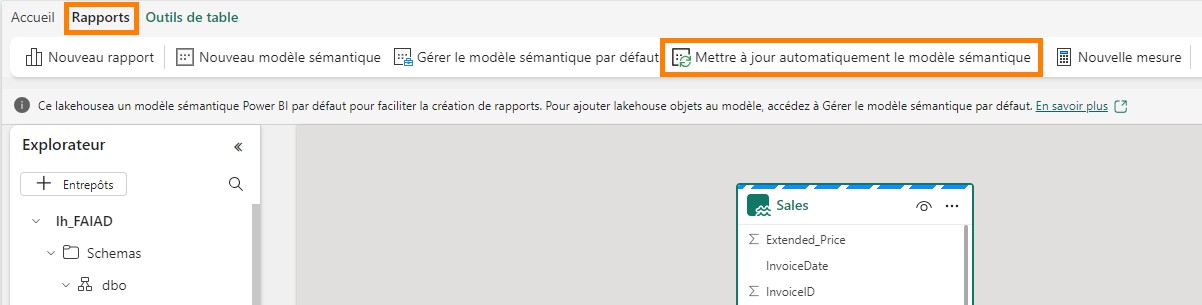 Accueil Rapports Outils de table
Nouveau rapport Nouveau modèle sémantique Gérer le modèle sémantique par défaut Mettre à jour automatiquement le modèle sémantique Nouvelle mesure
Ce lakehousea un modèle sémantique Power BI par défaut pour faciliter la création de rapports. Pour ajouter lakehouse objets au modèle, accédez à Gérer le modèle sémantique par défaut. En savoir plus
Explorateur
Entrepôts
lh_FAIAD
Schemas
dbo
Sales
Extended_Price
InvoiceDate
InvoiceID